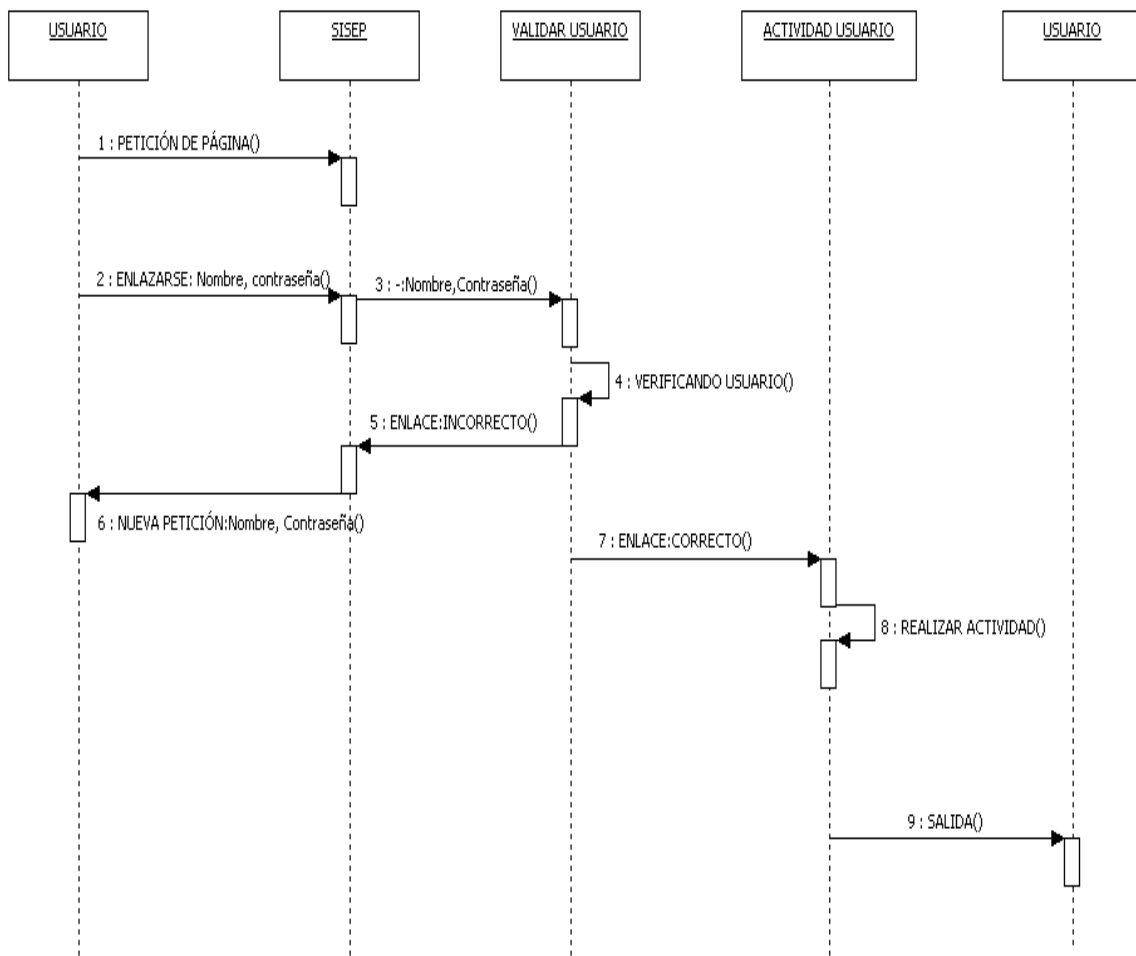 USUARIO
SISEP
VALIDAR USUARIO
ACTIVIDAD USUARIO
USUARIO
1 : PETICIÓN DE PÁGINA()
2 : ENLAZARSE: Nombre, contraseña()
3 : -:Nombre,Contraseña()
4 : VERIFICANDO USUARIO()
5 : ENLACE:INCORRECTO()
6 : NUEVA PETICIÓN:Nombre, Contraseña()
7 : ENLACE:CORRECTO()
8 : REALIZAR ACTIVIDAD()
9 : SALIDA()